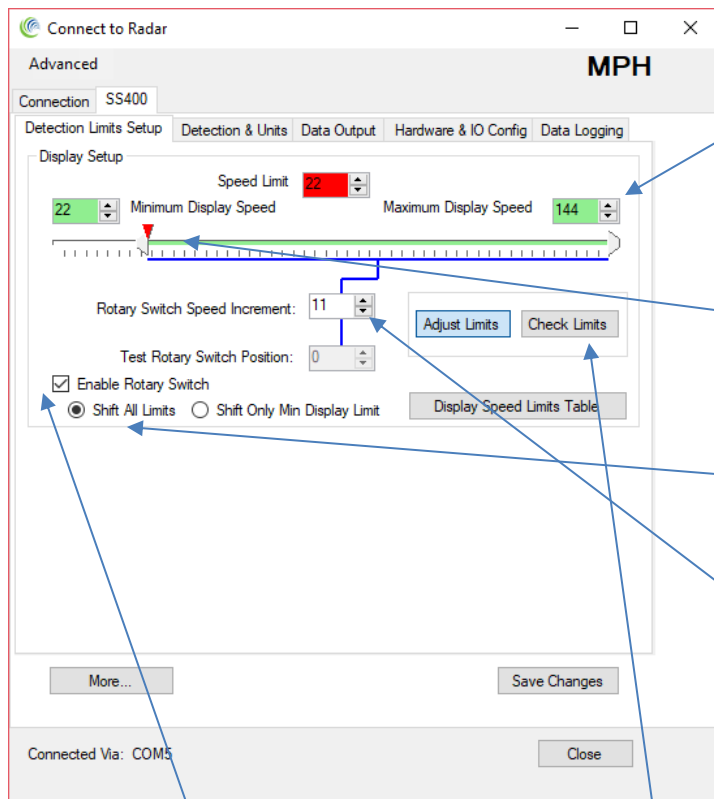 Connect to Radar
Advanced
MPH
Connection SS400
Detection Limits Setup Detection & Units Data Output Hardware & IO Config Data Logging
Display Setup
Speed Limit 22
22 Minimum Display Speed Maximum Display Speed 144
Rotary Switch Speed Increment: 11
Adjust Limits Check Limits
Test Rotary Switch Position: 0
Enable Rotary Switch
Shift All Limits Shift Only Min Display Limit Display Speed Limits Table
More... Save Changes
Connected Via: COM5 Close